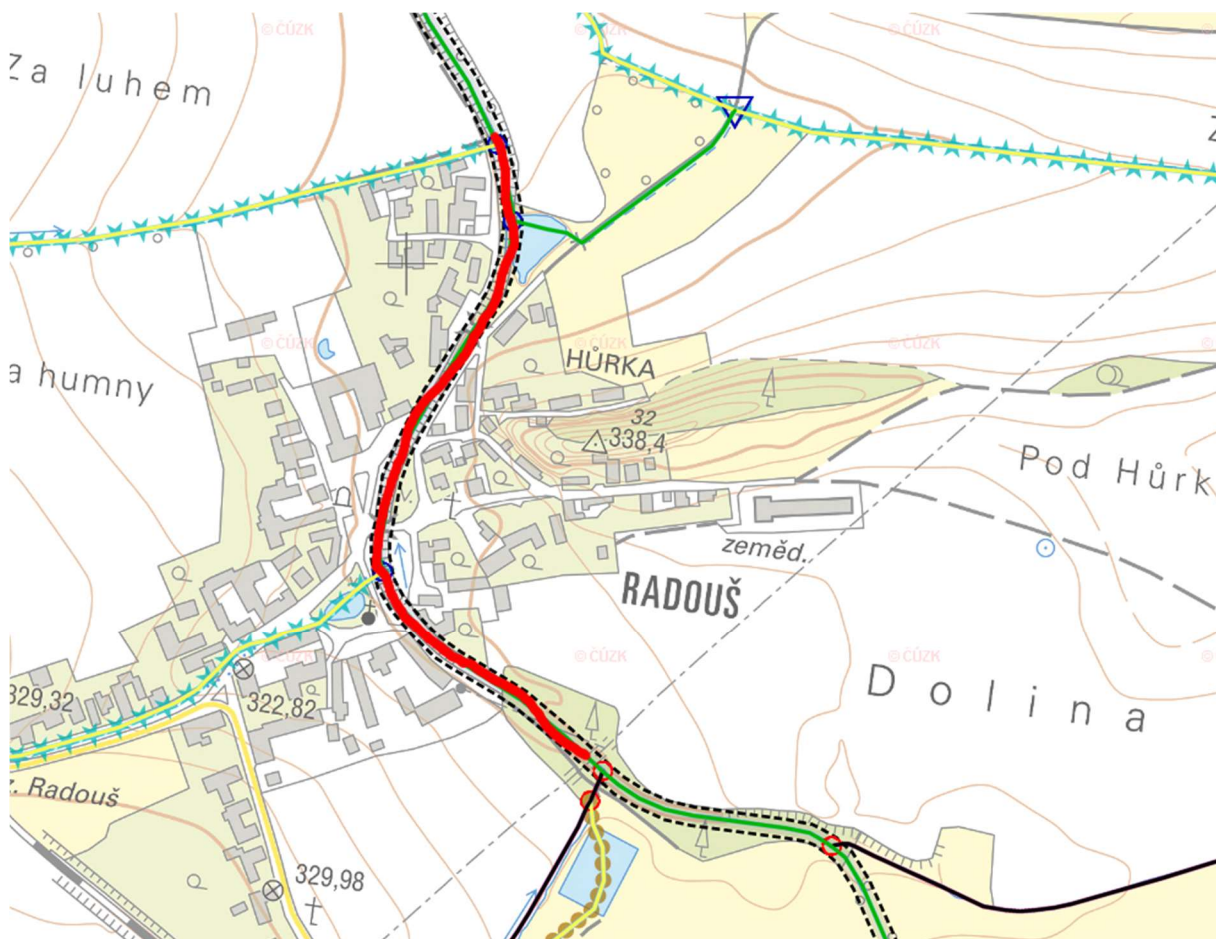 © ČÚZK
© ČÚZK
© ČÚZK
©
za luhem
z
© ČÚZK
© ČÚZK
©
HŮRKA
a humny
32
338,4
Pod Hůrk
zeměd.
RADOUŠ
© ČÚZK
© ČÚZK
© ČÚZK
©
Dolina
329,32
322,82
z. Radouš
329,98